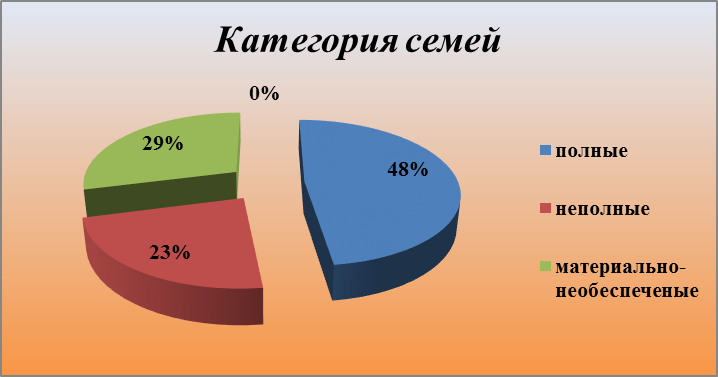 Категория семей
0%
29%
48%
23%
полные
неполные
материально-
необеспеченые